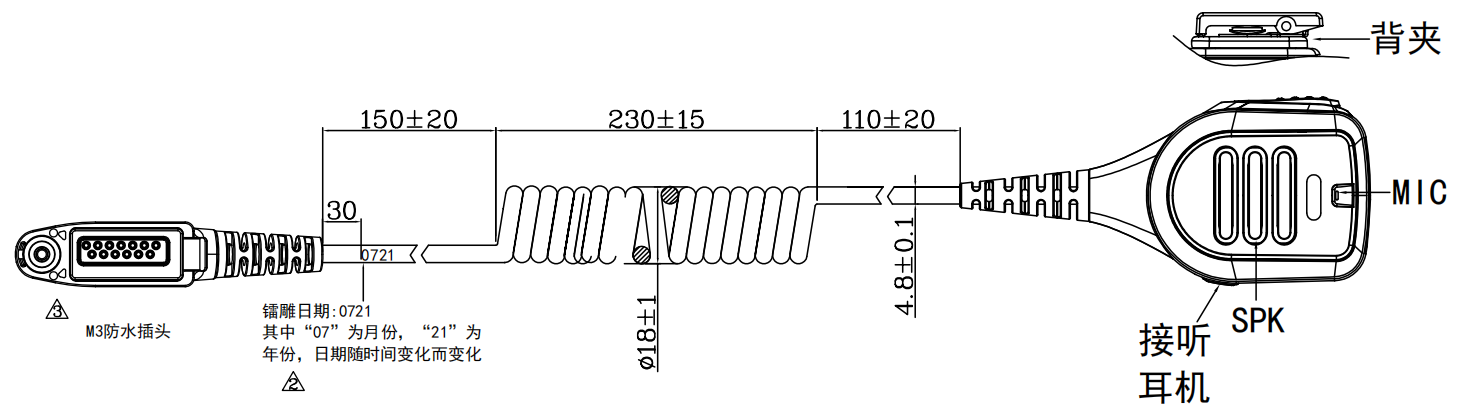 背夹
150±20
230±15
110±20
MIC
30
0721
4.8±0.1
ø18±1
3
M3防水插头
镭雕日期:0721
其中“07”为月份，“21”为
年份，日期随时间变化而变化
2
SPK
接听
耳机